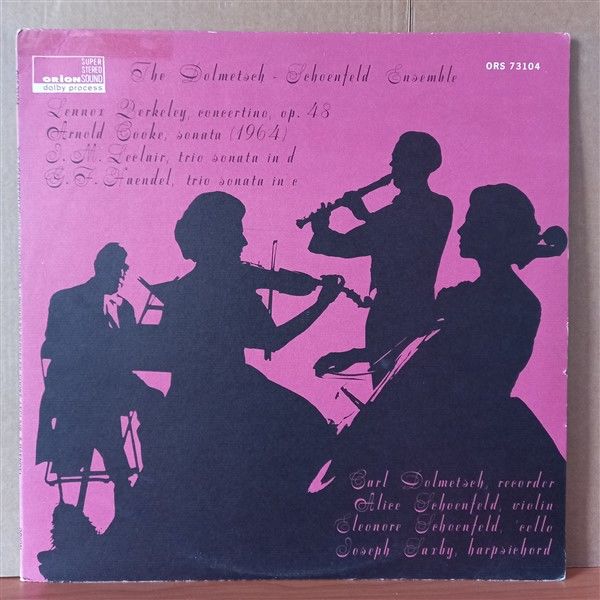 ORION
SUPER
STEREO
SOUND
dolby process
The Dolmetsch - Schoenfeld Ensemble
ORS 73104
Lennox Berkeley, concertino, op. 48
Arnold Cooke, sonata (1964)
J. M. Leclair, trio sonata in d
G. F. Haendel, trio sonata in c
Carl Dolmetsch, recorder
Alice Schoenfeld, violin
Eleonore Schoenfeld, 'cello
Joseph Saxby, harpsichord